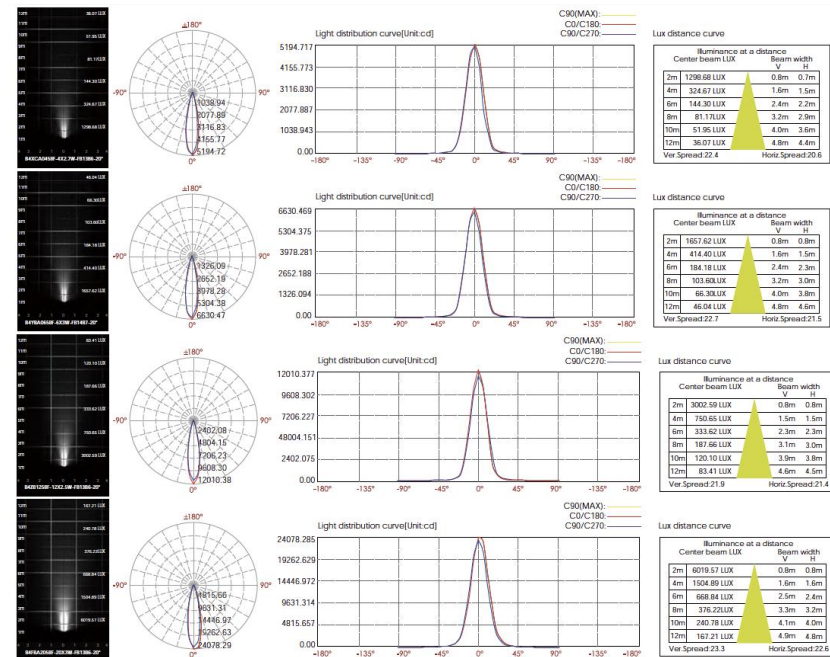 C90(MAX):
C0/C180:
C90/C270:
Light distribution curve[Unit:cd]
Lux distance curve
±180°
-90°
90°
1038.94
2077.89
3116.83
4155.77
5194.72
0°
5194.717
4155.773
3116.830
2077.887
1038.943
0.00
-180° -135° -90° -45° 0° 45° 90° 135° 180°
Illuminance at a distance
Center beam LUX Beam width
V H
2m 1298.68 LUX 0.8m 0.7m
4m 324.67 LUX 1.6m 1.5m
6m 144.30 LUX 2.4m 2.2m
8m 81.17LUX 3.2m 2.9m
10m 51.95 LUX 4.0m 3.6m
12m 36.07 LUX 4.8m 4.4m
Ver.Spread:22.4 Horiz.Spread:20.6
C90(MAX):
C0/C180:
C90/C270:
Light distribution curve[Unit:cd]
Lux distance curve
±180°
-90°
90°
1326.09
2652.19
3978.28
5304.38
6630.47
0°
6630.469
5304.375
3978.281
2652.188
1326.094
0.00
-180° -135° -90° -45° 0° 45° 90° 135° 180°
Illuminance at a distance
Center beam LUX Beam width
V H
2m 1657.62 LUX 0.8m 0.8m
4m 414.40 LUX 1.6m 1.5m
6m 184.18 LUX 2.4m 2.3m
8m 103.60LUX 3.2m 3.0m
10m 66.30LUX 4.0m 3.8m
12m 46.04 LUX 4.8m 4.6m
Ver.Spread:22.7 Horiz.Spread:21.5
C90(MAX):
C0/C180:
C90/C270:
Light distribution curve[Unit:cd]
Lux distance curve
±180°
-90°
90°
2402.08
4804.15
7206.23
9608.30
12010.38
0°
12010.377
9608.302
7206.227
48004.151
2402.075
0.00
-180° -135° -90° -45° 0° 45° 90° 135° 180°
Illuminance at a distance
Center beam LUX Beam width
V H
2m 3002.59 LUX 0.8m 0.8m
4m 750.65 LUX 1.5m 1.5m
6m 333.62 LUX 2.3m 2.3m
8m 187.66 LUX 3.1m 3.0m
10m 120.10 LUX 3.9m 3.8m
12m 83.41 LUX 4.6m 4.5m
Ver.Spread:21.9 Horiz.Spread:21.4
C90(MAX):
C0/C180:
C90/C270:
Light distribution curve[Unit:cd]
Lux distance curve
±180°
-90°
90°
4815.66
9631.31
14446.97
19262.63
24078.29
0°
24078.285
19262.629
14446.972
9631.314
4815.657
0.00
-180° -135° -90° -45° 0° 45° 90° 135° 180°
Illuminance at a distance
Center beam LUX Beam width
V H
2m 6019.57 LUX 0.8m 0.8m
4m 1504.89 LUX 1.6m 1.6m
6m 668.84 LUX 2.5m 2.4m
8m 376.22LUX 3.3m 3.2m
10m 240.78 LUX 4.1m 4.0m
12m 167.21 LUX 4.9m 4.8m
Ver.Spread:23.3 Horiz.Spread:22.6